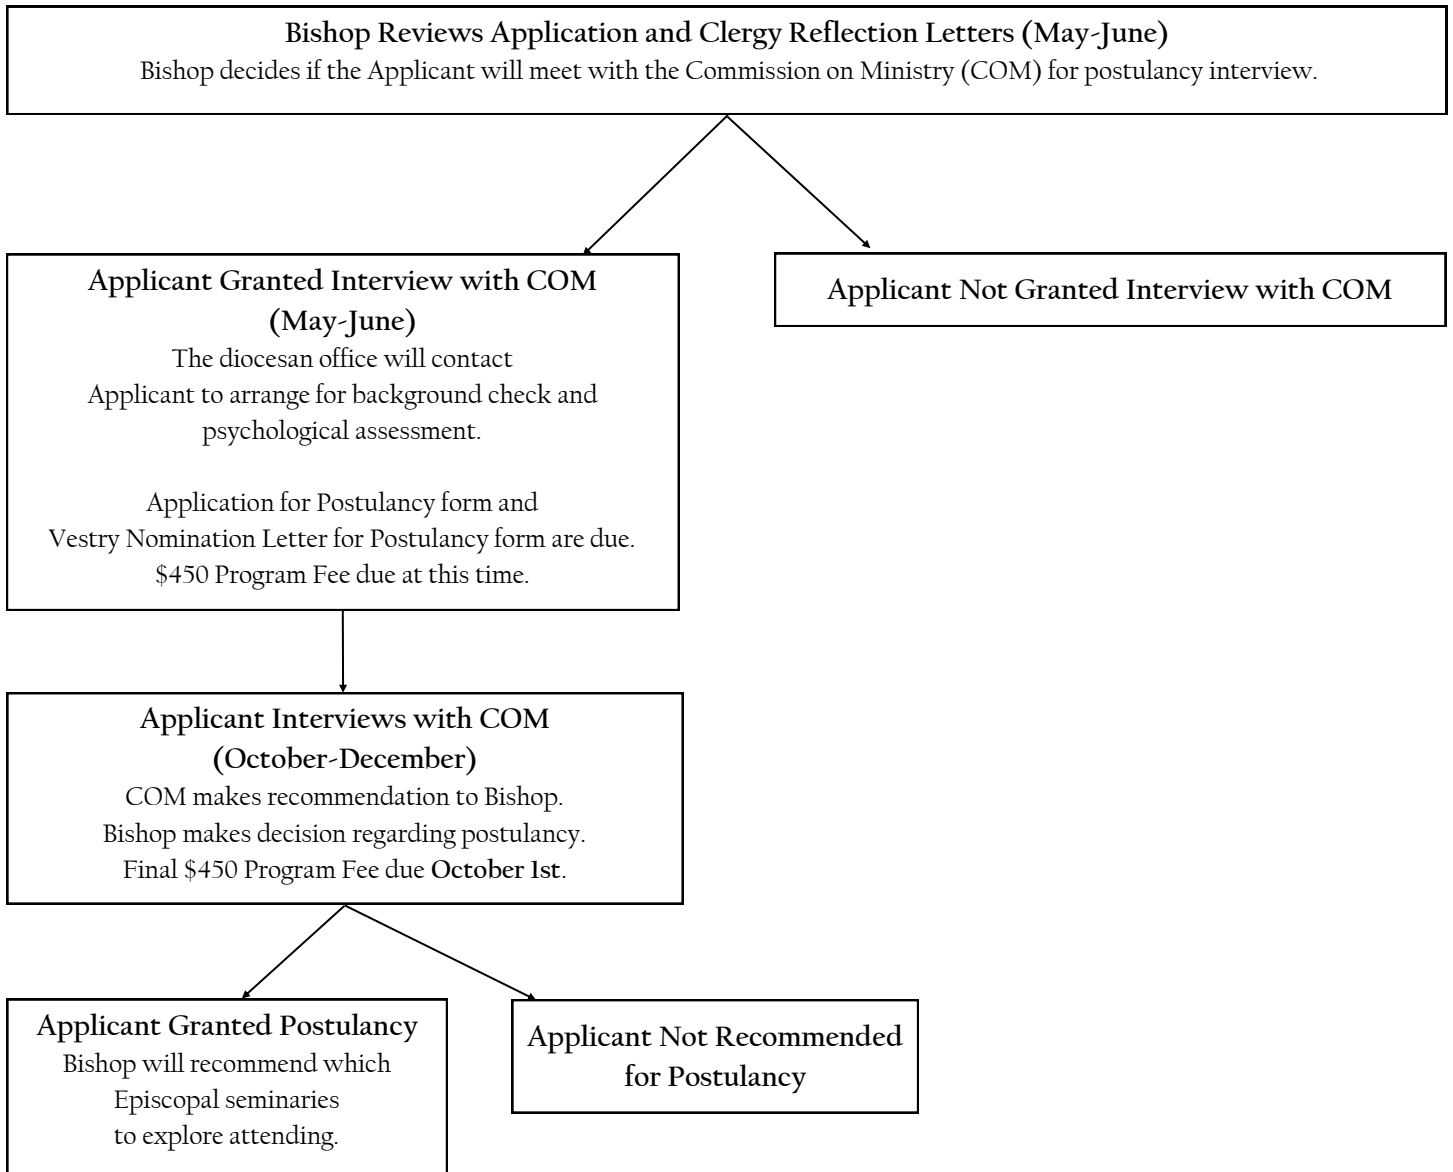 Bishop Reviews Application and Clergy Reflection Letters (May-June)
Bishop decides if the Applicant will meet with the Commission on Ministry (COM) for postulancy interview.
Applicant Granted Interview with COM
(May-June)
The diocesan office will contact
Applicant to arrange for background check and
psychological assessment.
Application for Postulancy form and
Vestry Nomination Letter for Postulancy form are due.
$450 Program Fee due at this time.
Applicant Not Granted Interview with COM
Applicant Interviews with COM
(October-December)
COM makes recommendation to Bishop.
Bishop makes decision regarding postulancy.
Final $450 Program Fee due October 1st.
Applicant Granted Postulancy
Bishop will recommend which
Episcopal seminaries
to explore attending.
Applicant Not Recommended
for Postulancy